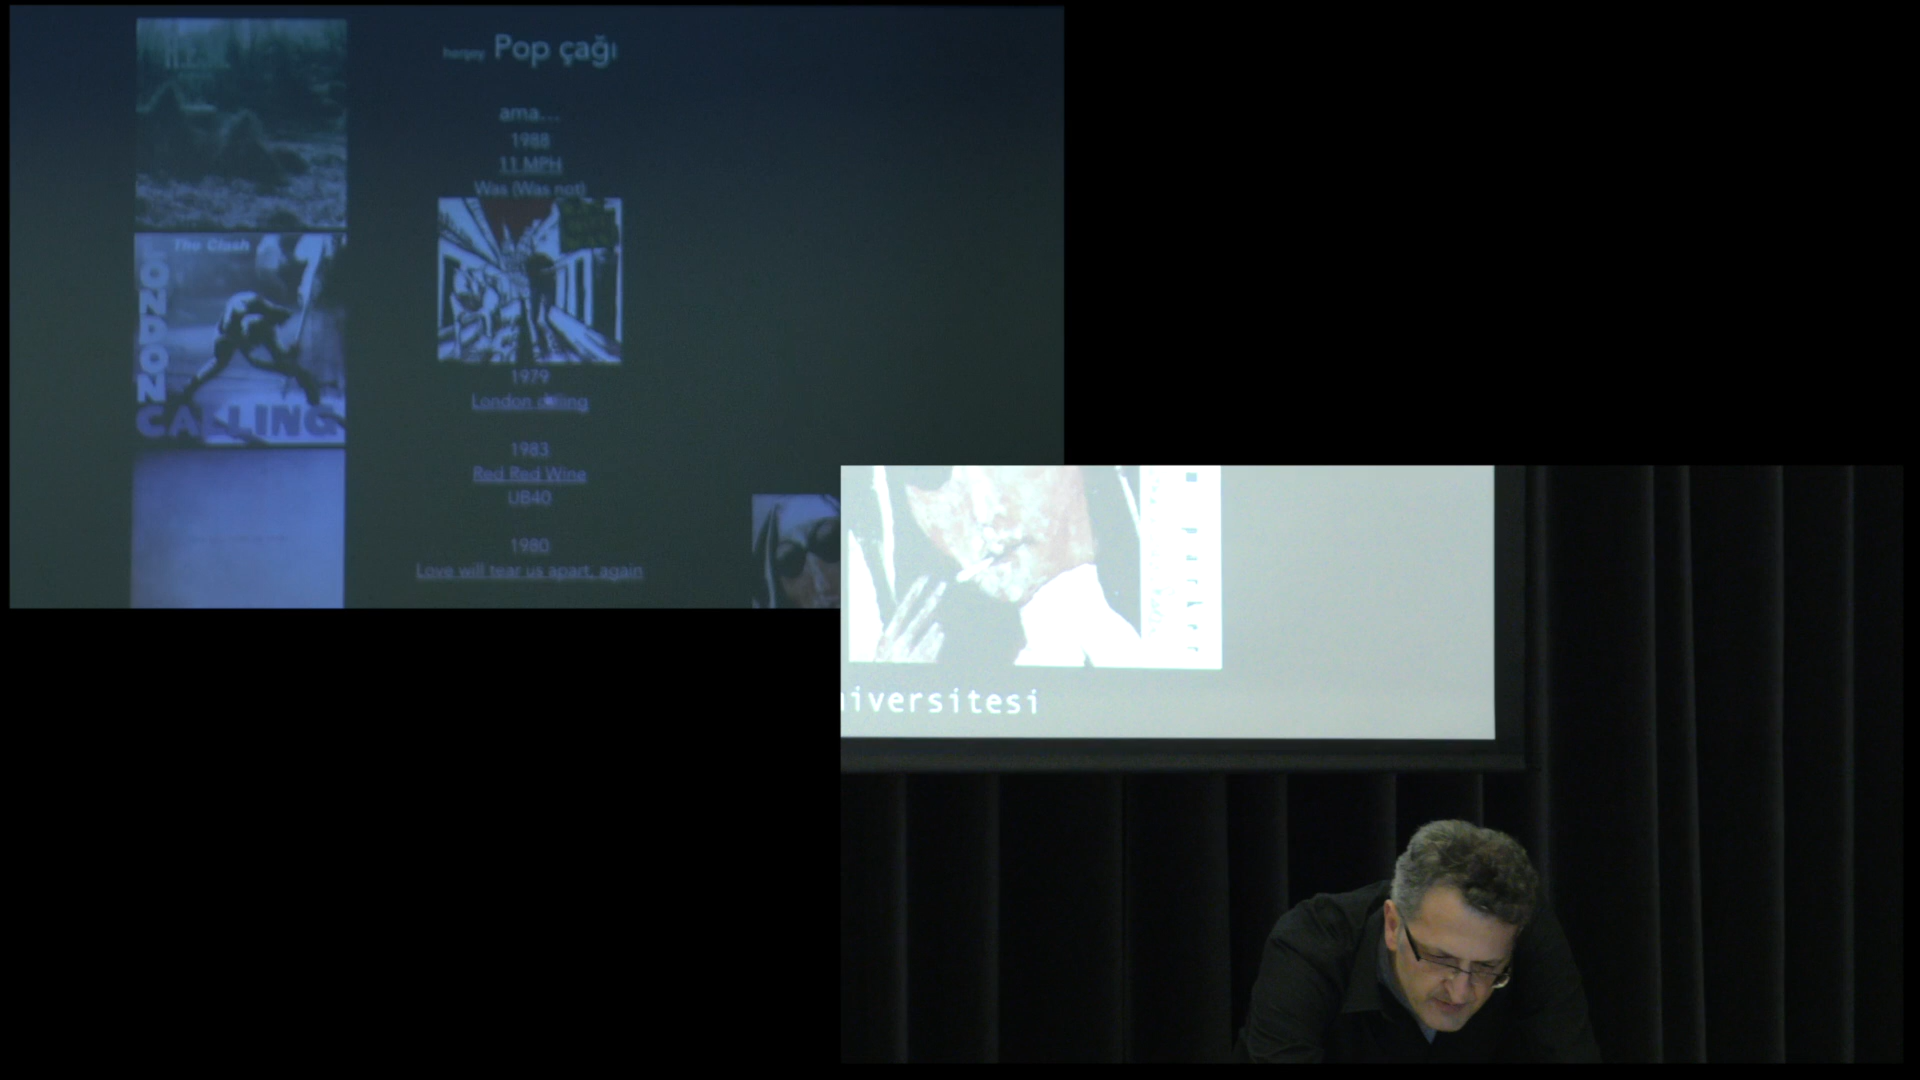 R.E.M.
The Clash
LONDON
CALLING
herşey Pop çağı
ama...
1988
11 MPH
Was (Was not)
1979
London calling
1983
Red Red Wine
UB40
1980
Love will tear us apart, again
parker
niversitesi